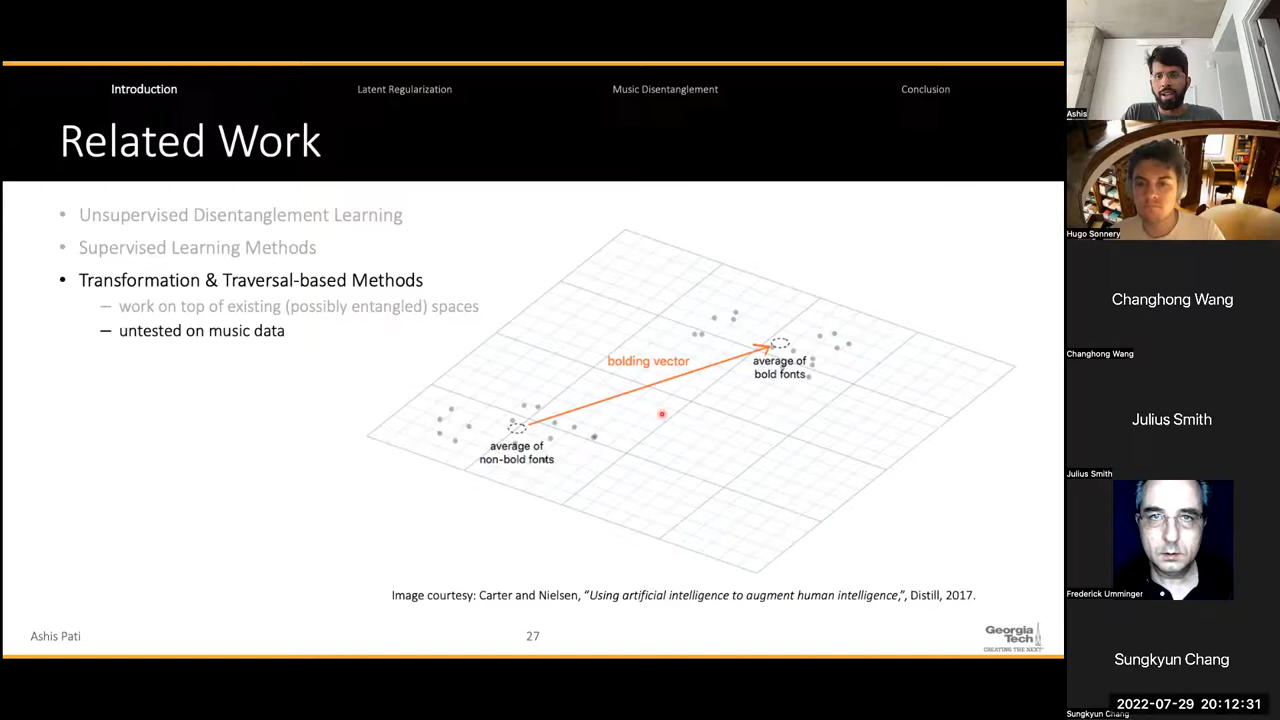 Introduction
Latent Regularization
Music Disentanglement
Conclusion
Related Work
• Unsupervised Disentanglement Learning
• Supervised Learning Methods
• Transformation & Traversal-based Methods
– work on top of existing (possibly entangled) spaces
– untested on music data
bolding vector
average of
bold fonts
average of
non-bold fonts
Image courtesy: Carter and Nielsen, “Using artificial intelligence to augment human intelligence,”, Distill, 2017.
Ashis Pati
27
Georgia
Tech
CREATING THE NEXT
Ashis
Hugo Sonnery
Changhong Wang
Changhong Wang
Julius Smith
Julius Smith
Frederick Umminger
Sungkyun Chang
2022-07-29 20:12:31
Sungkyun Chang